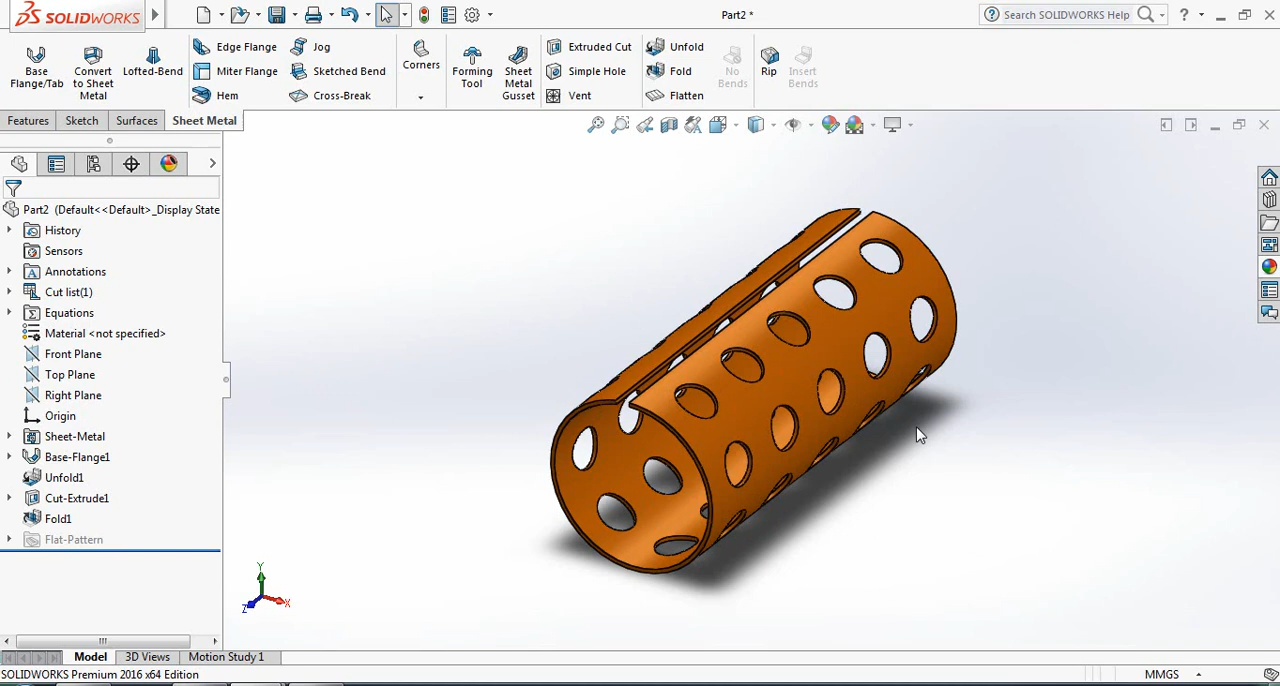 SOLIDWORKS
Part2 *
Search SOLIDWORKS Help
?
Base Flange/Tab
Convert to Sheet Metal
Lofted-Bend
Edge Flange
Miter Flange
Hem
Jog
Sketched Bend
Cross-Break
Corners
Forming Tool
Sheet Metal Gusset
Extruded Cut
Simple Hole
Vent
Unfold
Fold
Flatten
No Bends
Rip
Insert Bends
Features
Sketch
Surfaces
Sheet Metal
Part2 (Default<<Default>_Display State
History
Sensors
Annotations
Cut list(1)
Equations
Material <not specified>
Front Plane
Top Plane
Right Plane
Origin
Sheet-Metal
Base-Flange1
Unfold1
Cut-Extrude1
Fold1
Flat-Pattern
Y
X
Z
Model
3D Views
Motion Study 1
SOLIDWORKS Premium 2016 x64 Edition
MMGS